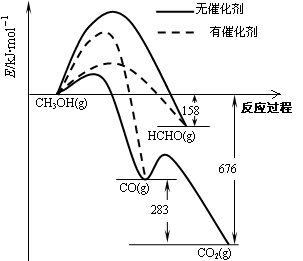 E/kJ·mol⁻¹
无催化剂
有催化剂
CH₃OH(g)
反应过程
158
HCHO(g)
676
CO(g)
283
CO₂(g)